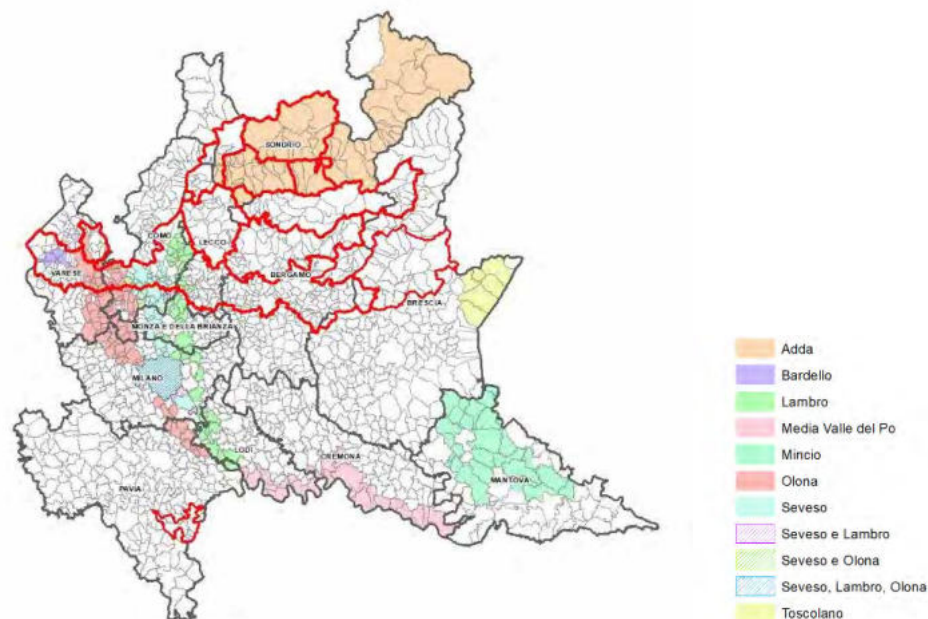 SONDRIO
COMO
LECCO
VARESE
BERGAMO
BRESCIA
MONZA E DELLA BRIANZA
MILANO
LODI
CREMONA
PAVIA
MANTOVA
Adda
Bardello
Lambro
Media Valle del Po
Mincio
Olona
Seveso
Seveso e Lambro
Seveso e Olona
Seveso, Lambro, Olona
Toscolano